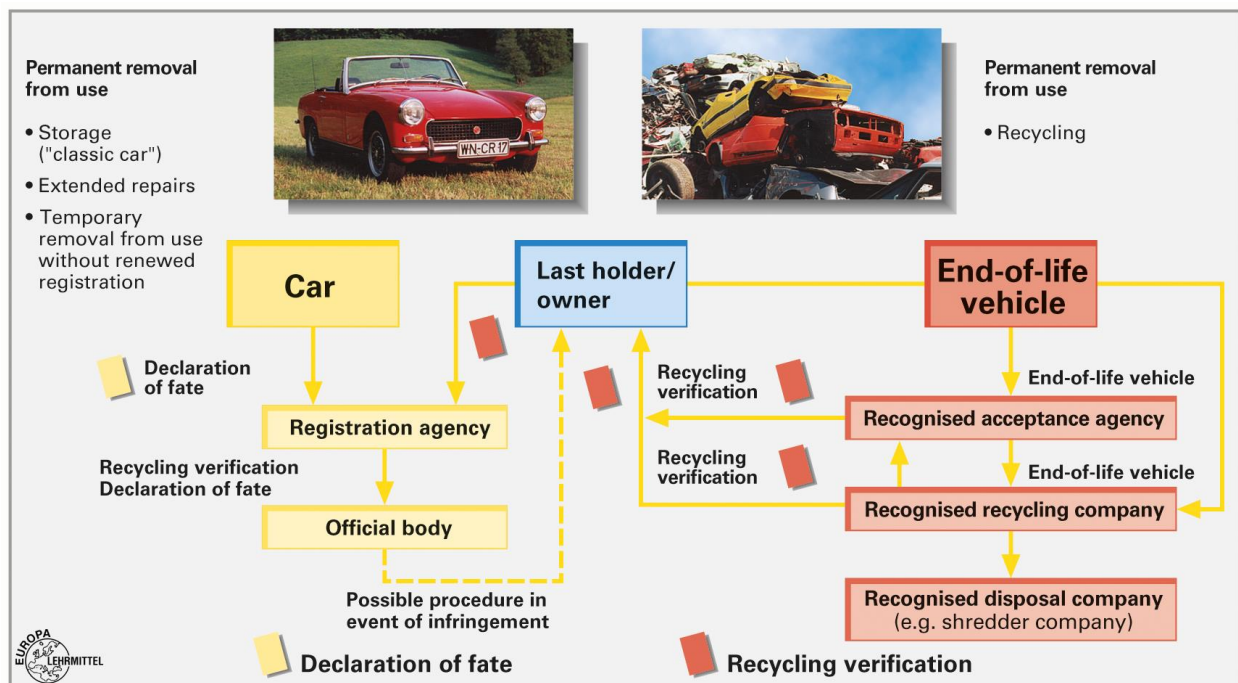 Permanent removal
from use
• Storage
("classic car")
• Extended repairs
• Temporary
removal from use
without renewed
registration
WN-CR 17
Permanent removal
from use
• Recycling
Car
Last holder/
owner
End-of-life
vehicle
Declaration
of fate
Recycling
verification
End-of-life vehicle
Registration agency
Recognised acceptance agency
Recycling verification
Declaration of fate
Recycling
verification
End-of-life vehicle
Official body
Recognised recycling company
Possible procedure in
event of infringement
Recognised disposal company
(e.g. shredder company)
EUROPA
LEHRMITTEL
Declaration of fate
Recycling verification